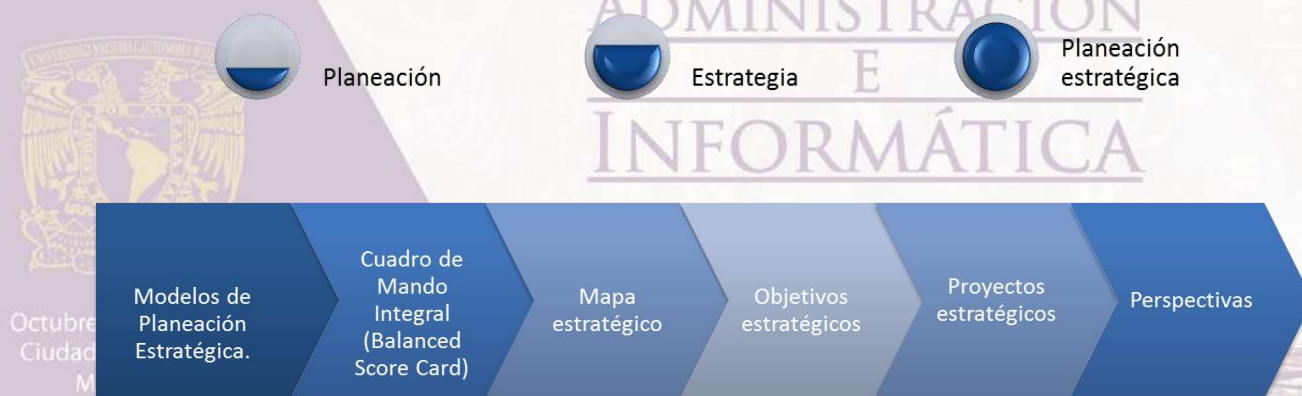 ADMINISTRACIÓN
E
INFORMÁTICA
Planeación
Estrategia
Planeación
estratégica
Modelos de
Planeación
Estratégica.
Cuadro de
Mando
Integral
(Balanced
Score Card)
Mapa
estratégico
Objetivos
estratégicos
Proyectos
estratégicos
Perspectivas
Octubre
Ciudad
M